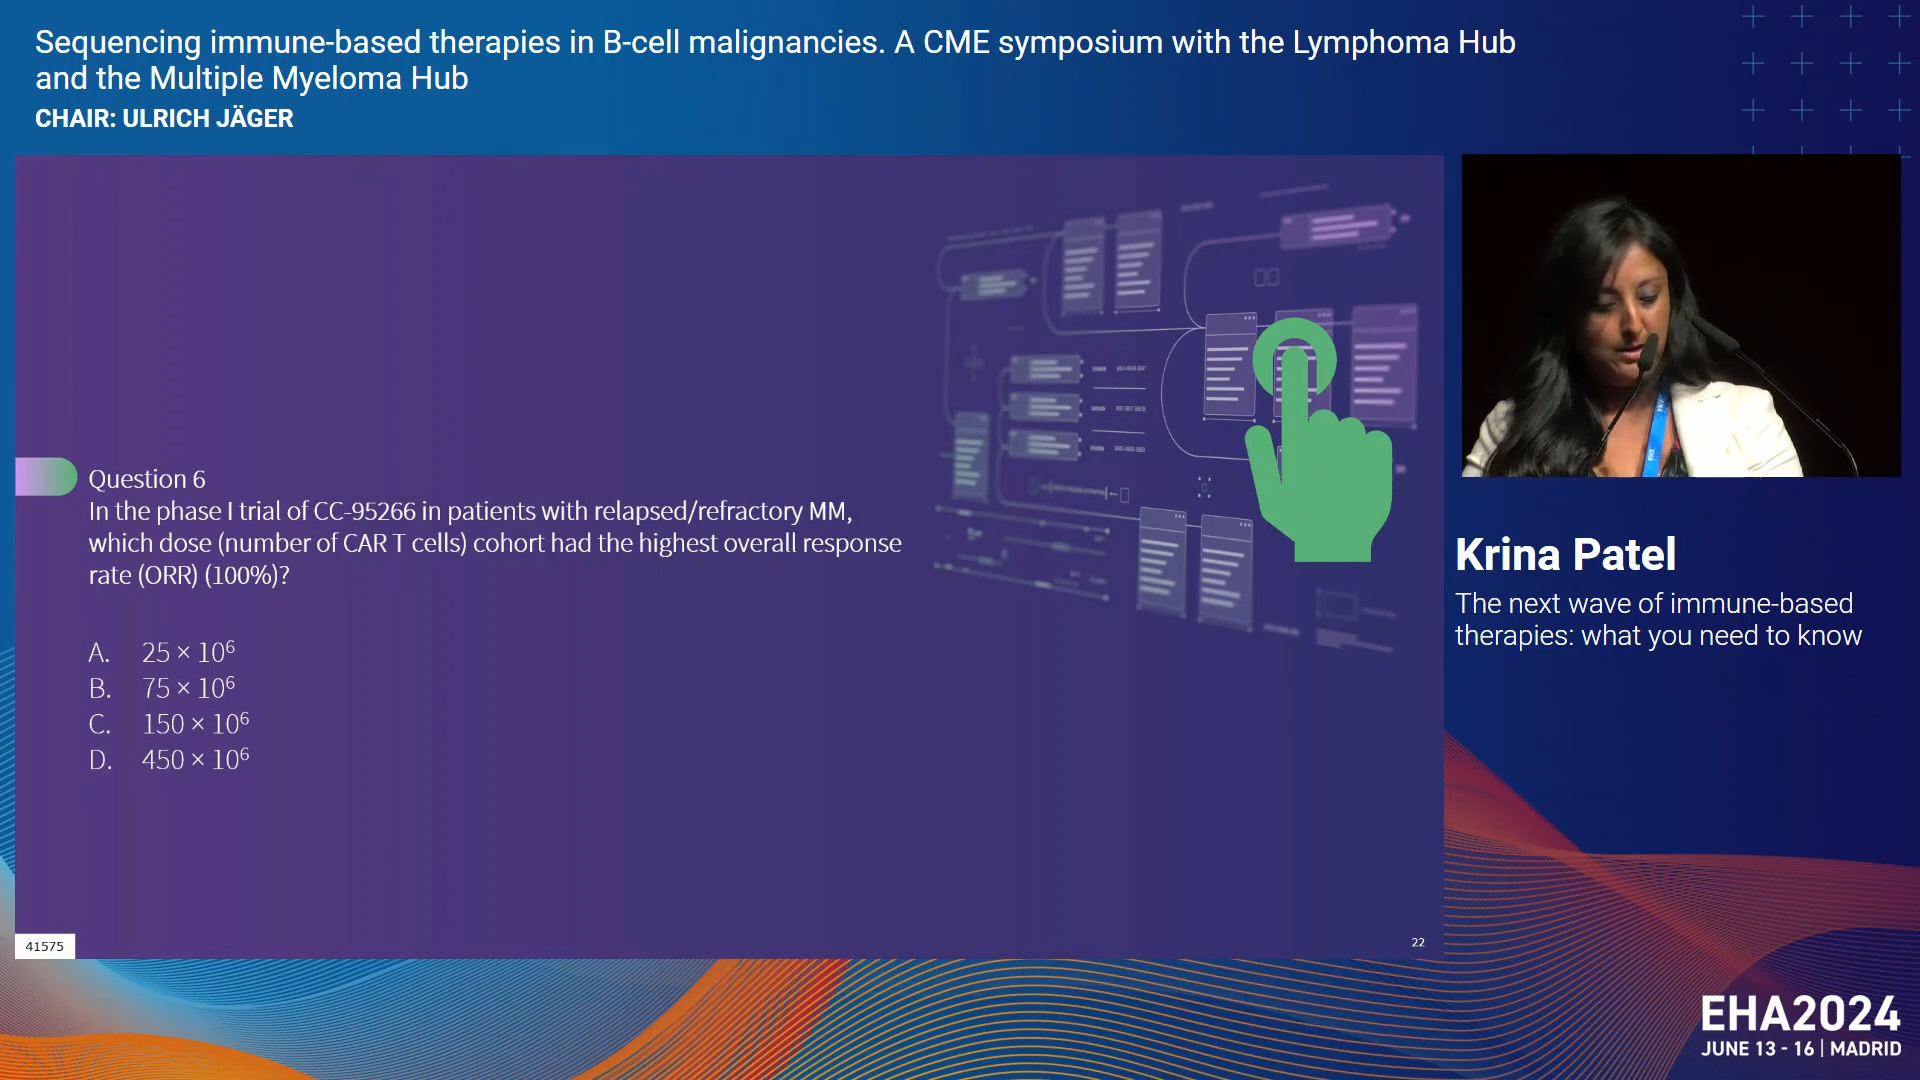 Sequencing immune-based therapies in B-cell malignancies. A CME symposium with the Lymphoma Hub
and the Multiple Myeloma Hub
CHAIR: ULRICH JÄGER
Question 6
In the phase I trial of CC-95266 in patients with relapsed/refractory MM,
which dose (number of CAR T cells) cohort had the highest overall response
rate (ORR) (100%)?
A. 25 × 10⁶
B. 75 × 10⁶
C. 150 × 10⁶
D. 450 × 10⁶
41575
22
Krina Patel
The next wave of immune-based
therapies: what you need to know
EHA2024
JUNE 13 - 16 | MADRID